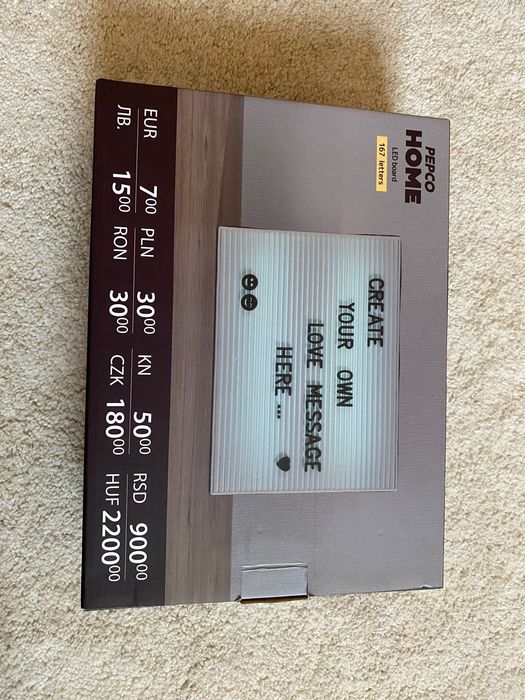 PEPCO
HOME
LED board
167 letters
CREATE
YOUR OWN
LOVE MESSAGE
HERE ... ♥
EUR 7⁰⁰ PLN 30⁰⁰ KN 50⁰⁰ RSD 900⁰⁰
ЛВ. 15⁰⁰ RON 30⁰⁰ CZK 180⁰⁰ HUF 2200⁰⁰